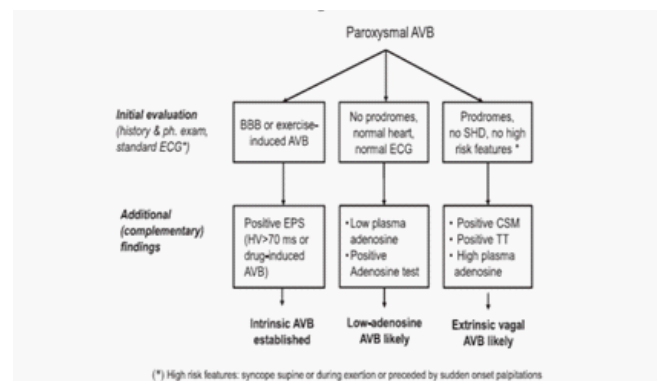 Paroxysmal AVB
Initial evaluation
(history & ph. exam,
standard ECG*)
BBB or exercise-
induced AVB
No prodromes,
normal heart,
normal ECG
Prodromes,
no SHD, no high
risk features *
Additional
(complementary)
findings
Positive EPS
(HV>70 ms or
drug-induced
AVB)
• Low plasma
adenosine
• Positive
Adenosine test
• Positive CSM
• Positive TT
• High plasma
adenosine
Intrinsic AVB
established
Low-adenosine
AVB likely
Extrinsic vagal
AVB likely
(*) High risk features: syncope supine or during exertion or preceded by sudden onset palpitations